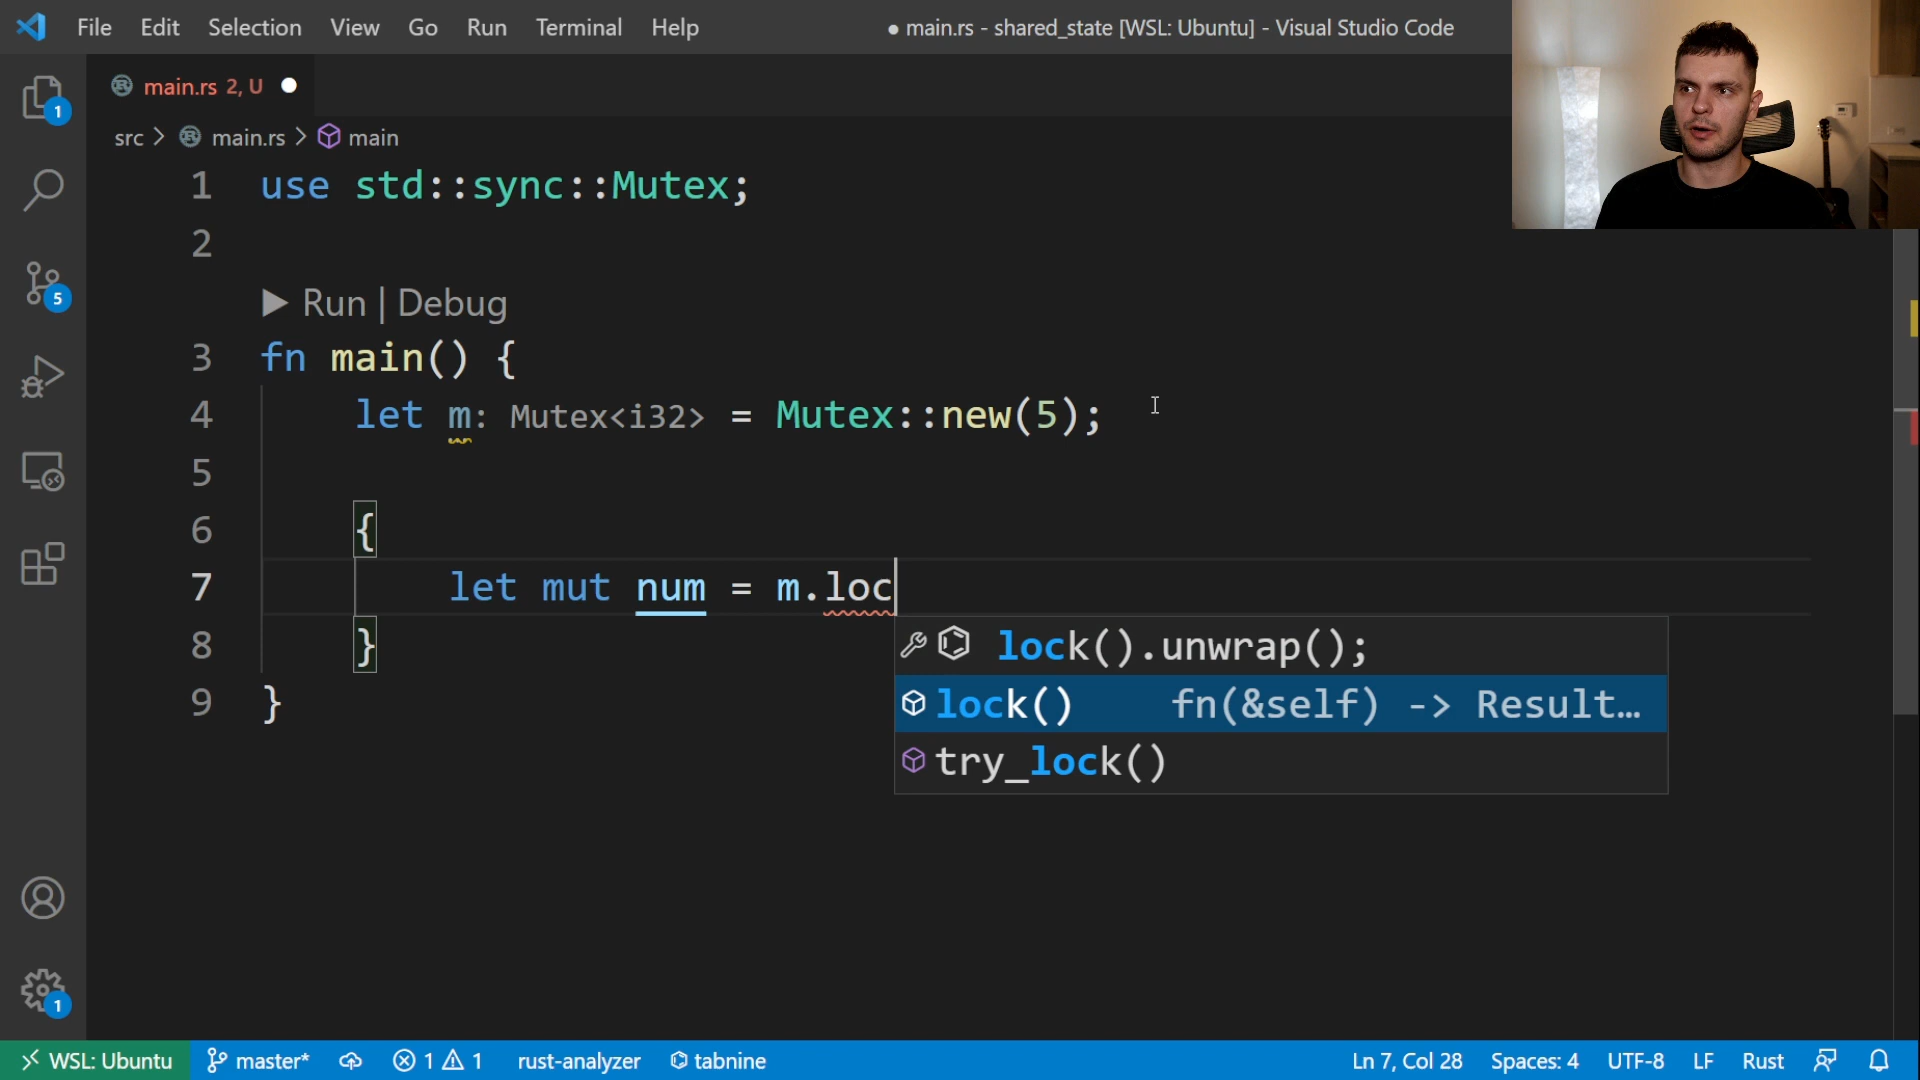 File Edit Selection View Go Run Terminal Help ● main.rs - shared_state [WSL: Ubuntu] - Visual Studio Code
main.rs 2, U
src > main.rs > main
1 use std::sync::Mutex;
2
Run | Debug
3 fn main() {
4 let m: Mutex<i32> = Mutex::new(5);
5
6 {
7 let mut num = m.loc
lock().unwrap();
8 }
lock() fn(&self) -> Result…
9 }
try_lock()
1
5
1
WSL: Ubuntu master* 1 1 rust-analyzer tabnine Ln 7, Col 28 Spaces: 4 UTF-8 LF Rust